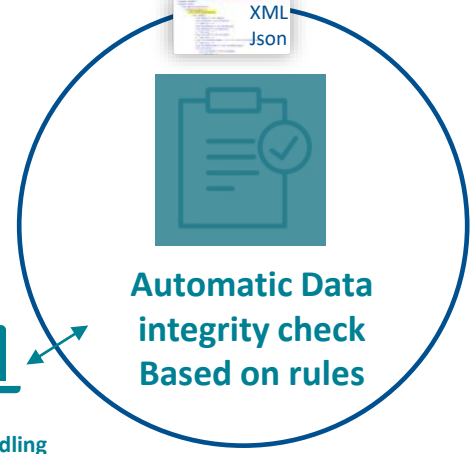 XML
Json
Automatic Data
integrity check
Based on rules
dling